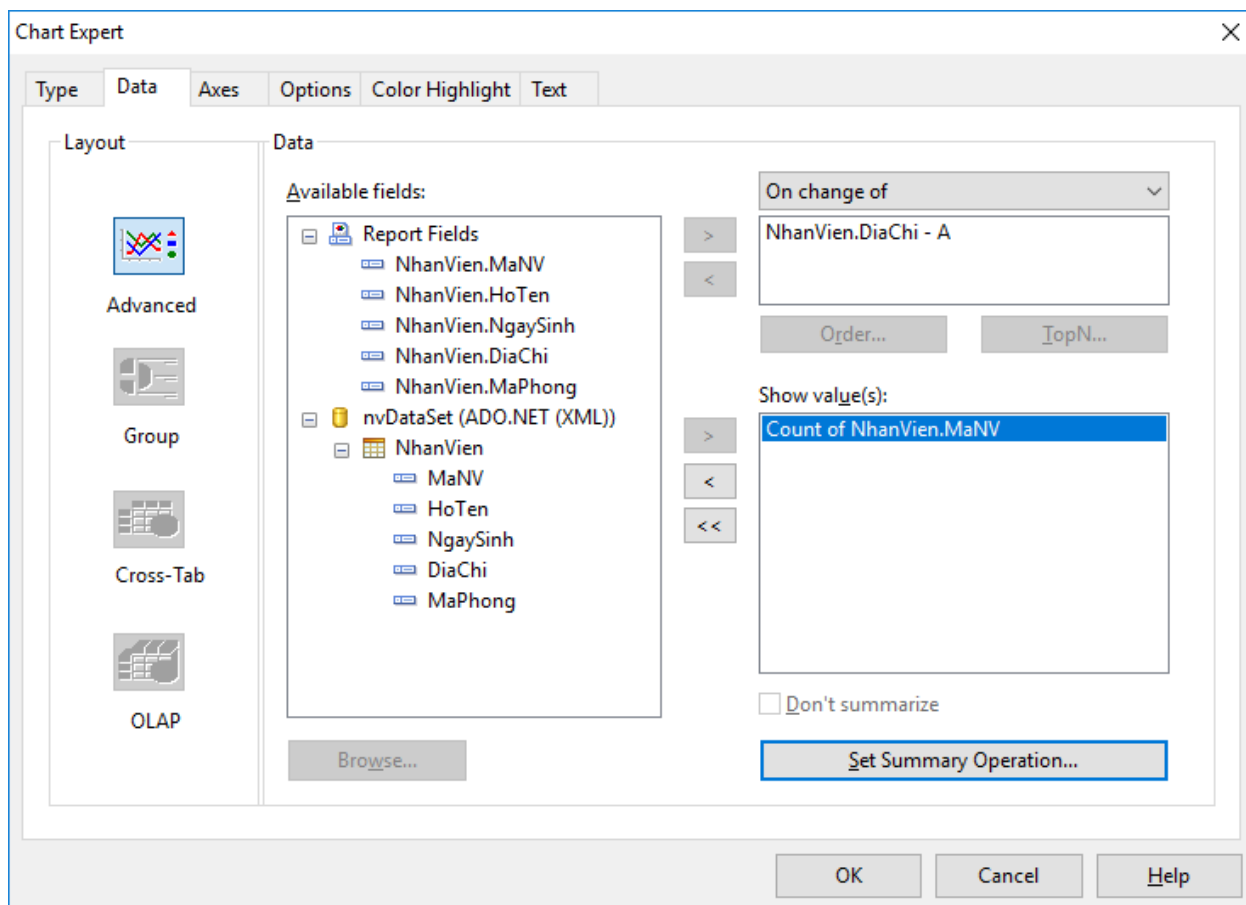 Chart Expert
Type Data Axes Options Color Highlight Text
Layout
Advanced
Group
Cross-Tab
OLAP
Data
Available fields:
Report Fields
NhanVien.MaNV
NhanVien.HoTen
NhanVien.NgaySinh
NhanVien.DiaChi
NhanVien.MaPhong
nvDataSet (ADO.NET (XML))
NhanVien
MaNV
HoTen
NgaySinh
DiaChi
MaPhong
Browse...
>
<
>
<
<<
On change of
NhanVien.DiaChi - A
Order... TopN...
Show value(s):
Count of NhanVien.MaNV
Don't summarize
Set Summary Operation...
OK Cancel Help